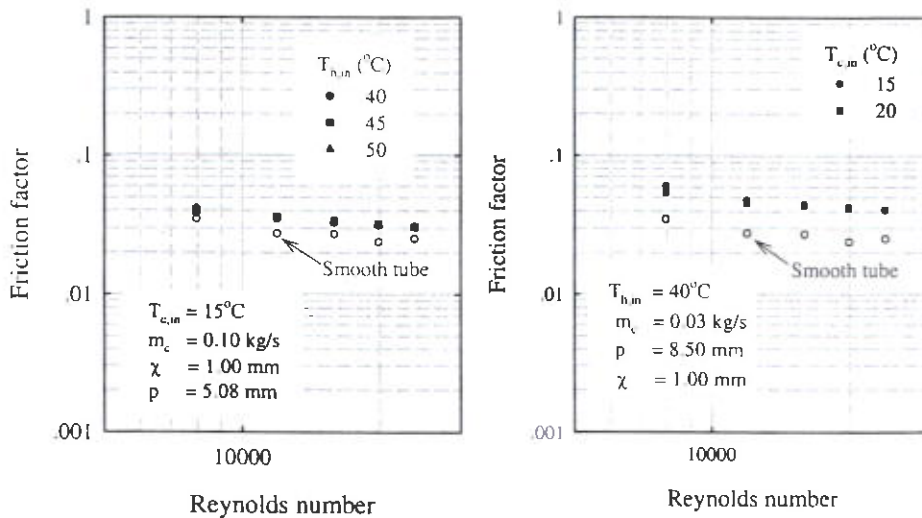 1
T_h,in (°C)
40
45
50
.1
Friction factor
Smooth tube
.01
T_c,in = 15°C
m_c = 0.10 kg/s
χ = 1.00 mm
p = 5.08 mm
.001
10000
Reynolds number
1
T_c,in (°C)
15
20
.1
Friction factor
Smooth tube
.01
T_h,in = 40°C
m_c = 0.03 kg/s
p = 8.50 mm
χ = 1.00 mm
.001
10000
Reynolds number